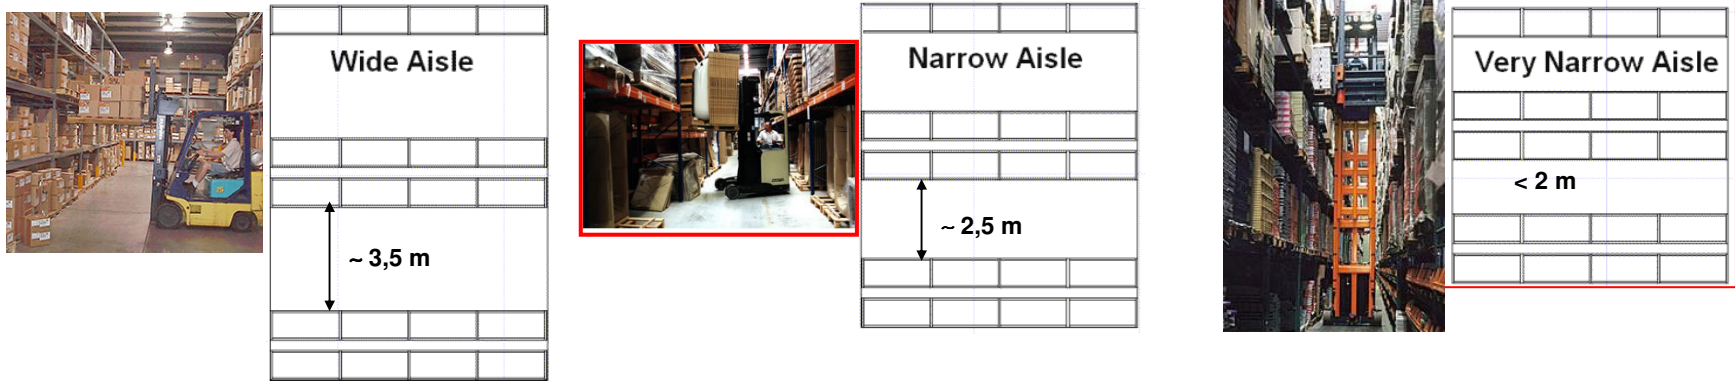 Wide Aisle
~ 3,5 m
Narrow Aisle
~ 2,5 m
Very Narrow Aisle
< 2 m